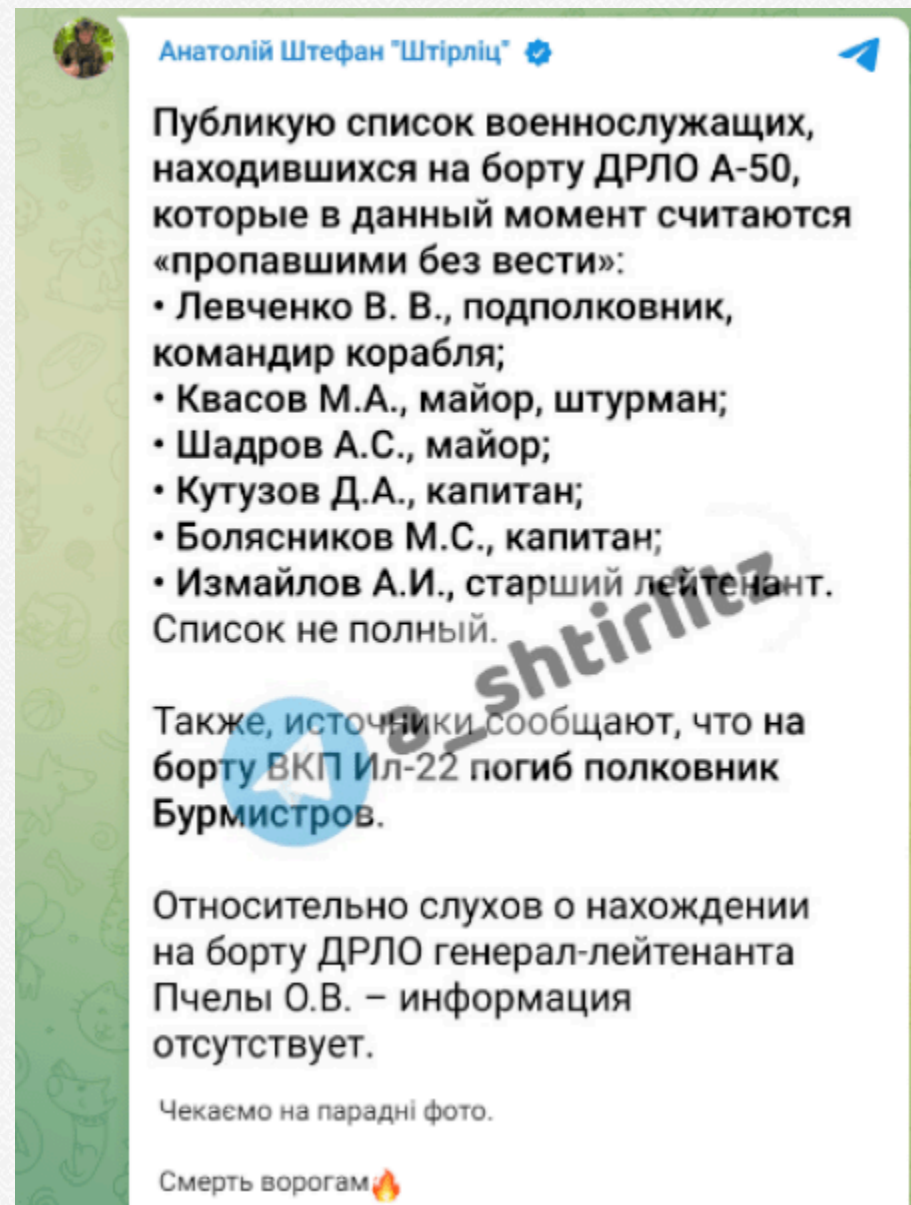 Анатолій Штефан "Штірліц"
Публикую список военнослужащих,
находившихся на борту ДРЛО А-50,
которые в данный момент считаются
«пропавшими без вести»:
• Левченко В. В., подполковник,
командир корабля;
• Квасов М.А., майор, штурман;
• Шадров А.С., майор;
• Кутузов Д.А., капитан;
• Болясников М.С., капитан;
• Измайлов А.И., старший лейтенант.
Список не полный.
a_shtirlitz
Также, источники сообщают, что на
борту ВКП Ил-22 погиб полковник
Бурмистров.
Относительно слухов о нахождении
на борту ДРЛО генерал-лейтенанта
Пчелы О.В. – информация
отсутствует.
Чекаємо на парадні фото.
Смерть ворогам🔥